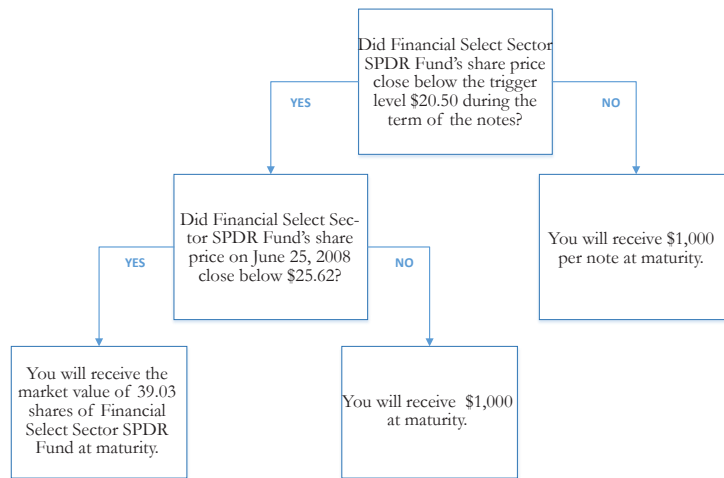 Did Financial Select Sector
SPDR Fund's share price
close below the trigger
level $20.50 during the
term of the notes?
YES
NO
Did Financial Select Sec-
tor SPDR Fund's share
price on June 25, 2008
close below $25.62?
You will receive $1,000
per note at maturity.
YES
NO
You will receive the
market value of 39.03
shares of Financial
Select Sector SPDR
Fund at maturity.
You will receive $1,000
at maturity.